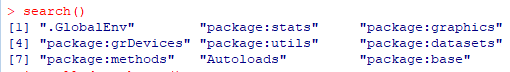 > search()
[1] ".GlobalEnv" "package:stats" "package:graphics"
[4] "package:grDevices" "package:utils" "package:datasets"
[7] "package:methods" "Autoloads" "package:base"